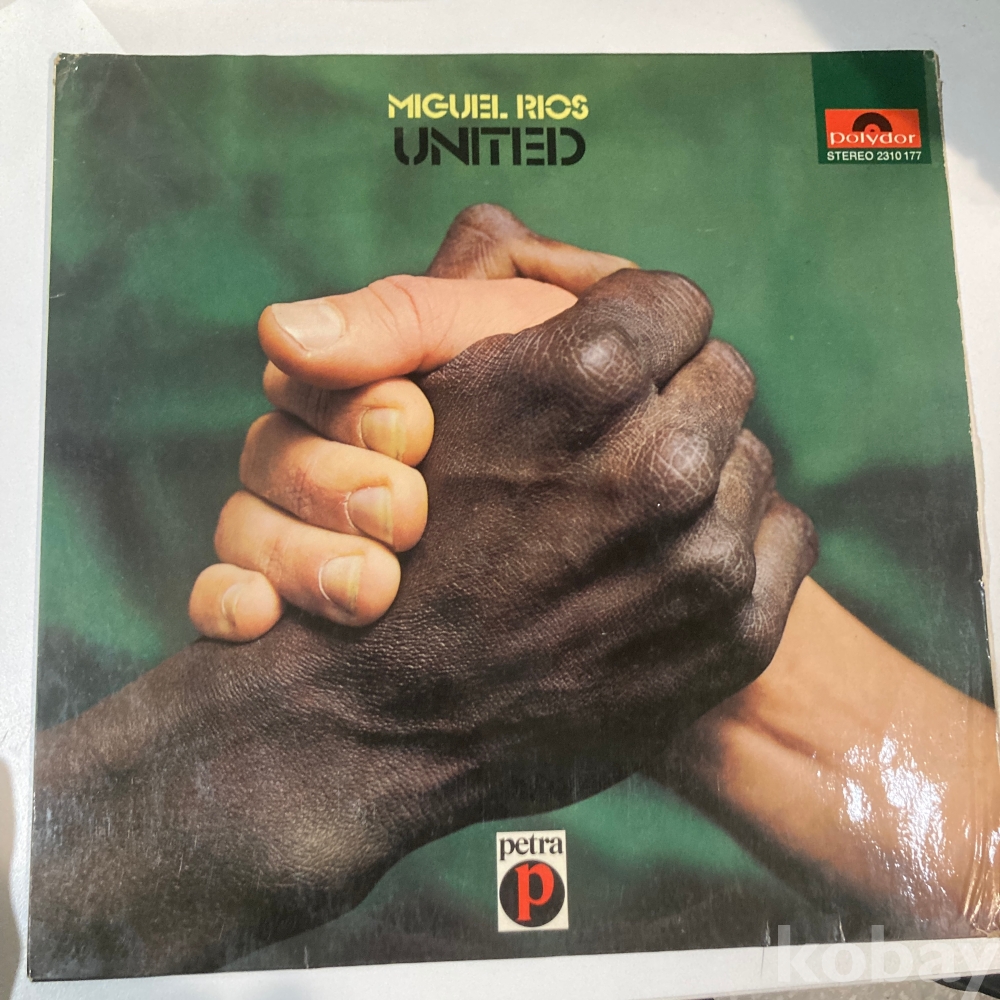 MIGUEL RIOS
UNITED
Polydor
STEREO 2310 177
petra
p
kobay